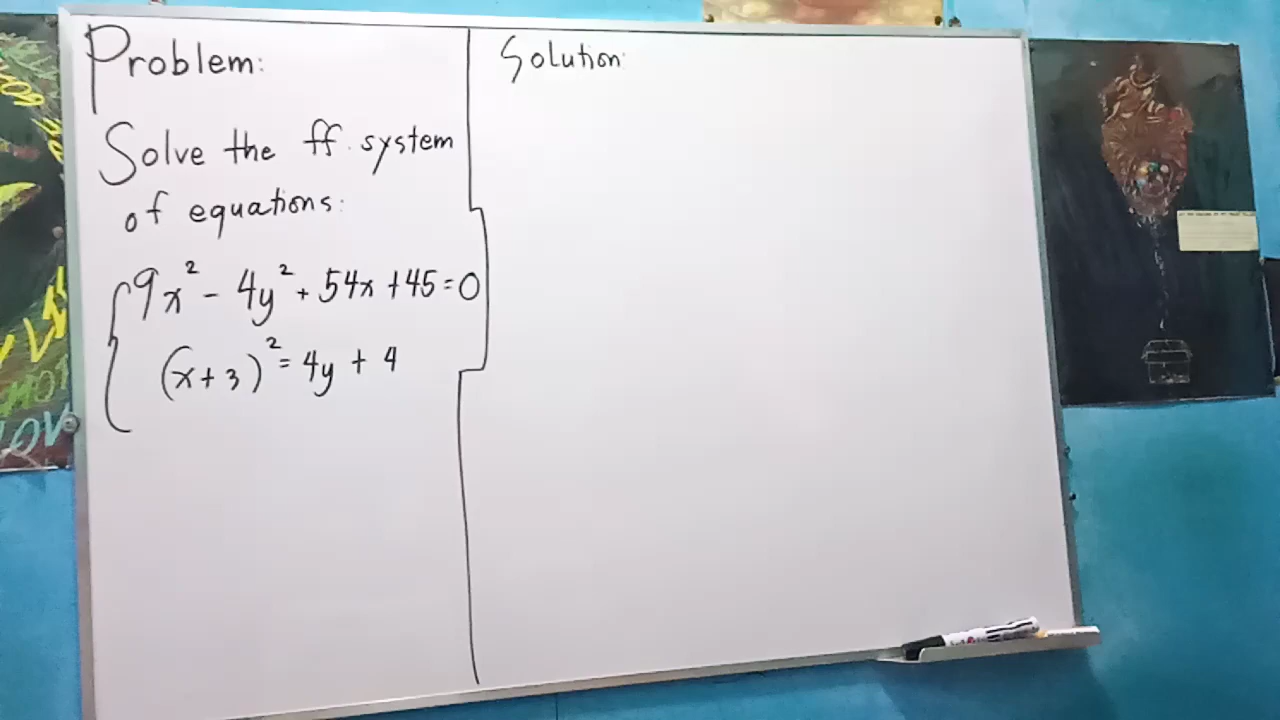 Problem:
Solve the ff. system
of equations:
9x² - 4y² + 54x + 45 = 0
(x+3)² = 4y + 4
Solution: